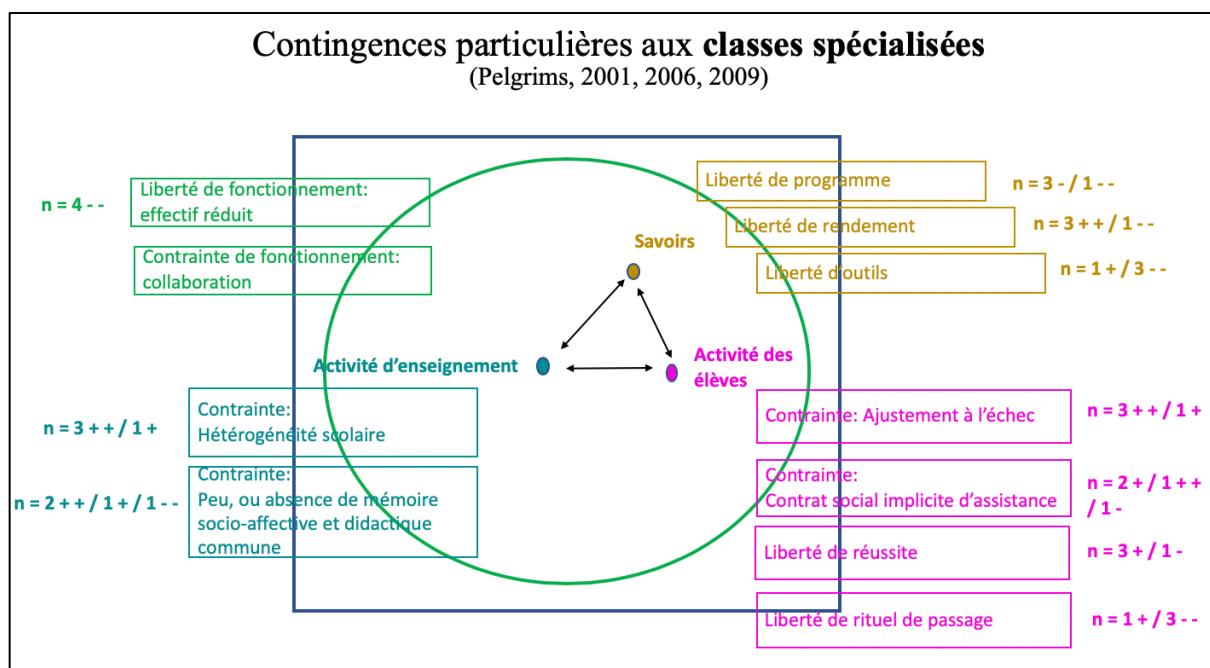 Contingences particulières aux classes spécialisées
(Pelgrims, 2001, 2006, 2009)
n = 4 - -
Liberté de fonctionnement:
effectif réduit
Contrainte de fonctionnement:
collaboration
Liberté de programme
n = 3 - / 1 - -
Liberté de rendement
n = 3 + + / 1 - -
Liberté d'outils
n = 1 + / 3 - -
Savoirs
Activité d’enseignement
Activité des
élèves
n = 3 + + / 1 +
Contrainte:
Hétérogénéité scolaire
n = 2 + + / 1 + / 1 - -
Contrainte:
Peu, ou absence de mémoire
socio-affective et didactique
commune
Contrainte: Ajustement à l’échec
n = 3 + + / 1 +
Contrainte:
Contrat social implicite d’assistance
n = 2 + / 1 + +
/ 1 -
Liberté de réussite
n = 3 + / 1 -
Liberté de rituel de passage
n = 1 + / 3 - -